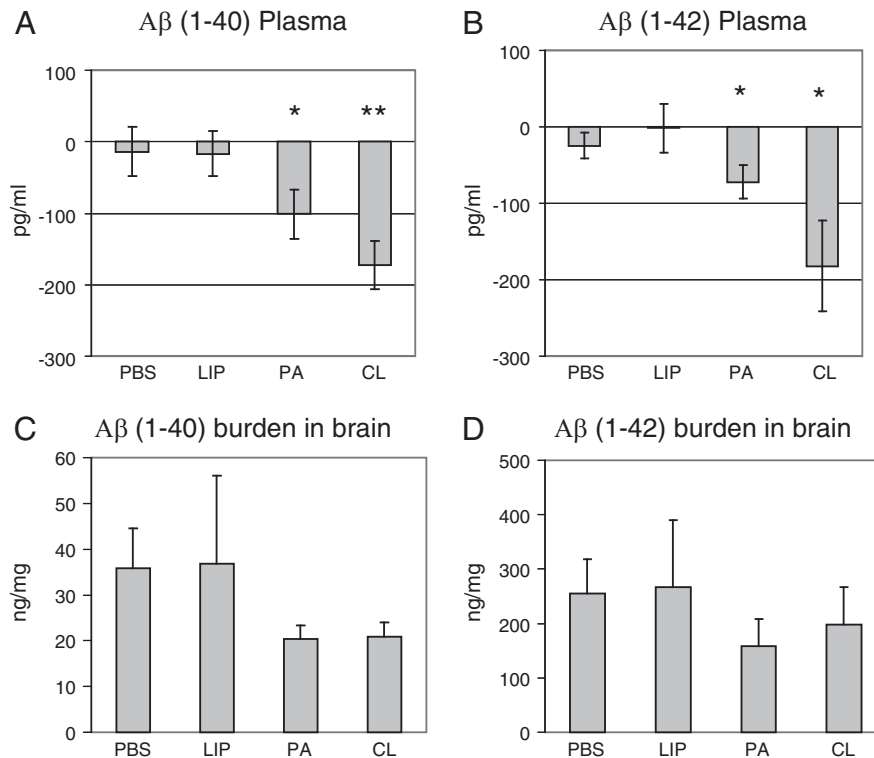 A
Aβ (1-40) Plasma
100
0
-100
-200
-300
pg/ml
*
**
PBS LIP PA CL
B
Aβ (1-42) Plasma
100
0
-100
-200
-300
pg/ml
*
*
PBS LIP PA CL
C
Aβ (1-40) burden in brain
60
50
40
30
20
10
0
ng/mg
PBS LIP PA CL
D
Aβ (1-42) burden in brain
500
400
300
200
100
0
ng/mg
PBS LIP PA CL